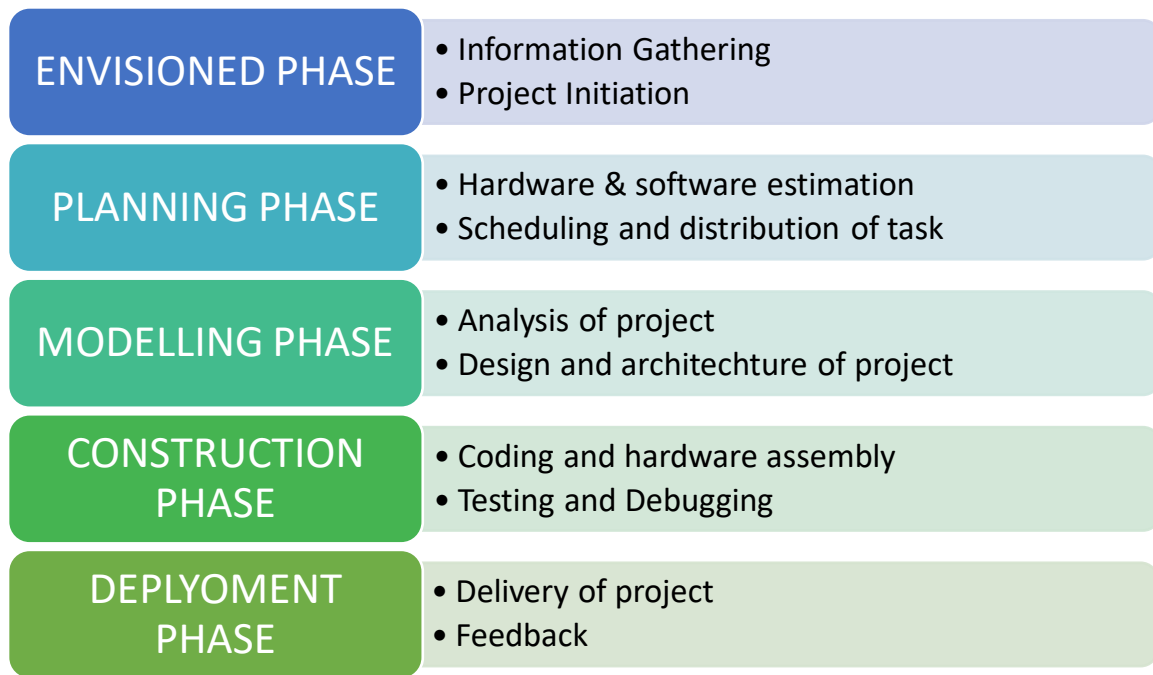 ENVISIONED PHASE
• Information Gathering
• Project Initiation
PLANNING PHASE
• Hardware & software estimation
• Scheduling and distribution of task
MODELLING PHASE
• Analysis of project
• Design and architechture of project
CONSTRUCTION
PHASE
• Coding and hardware assembly
• Testing and Debugging
DEPLYOMENT
PHASE
• Delivery of project
• Feedback